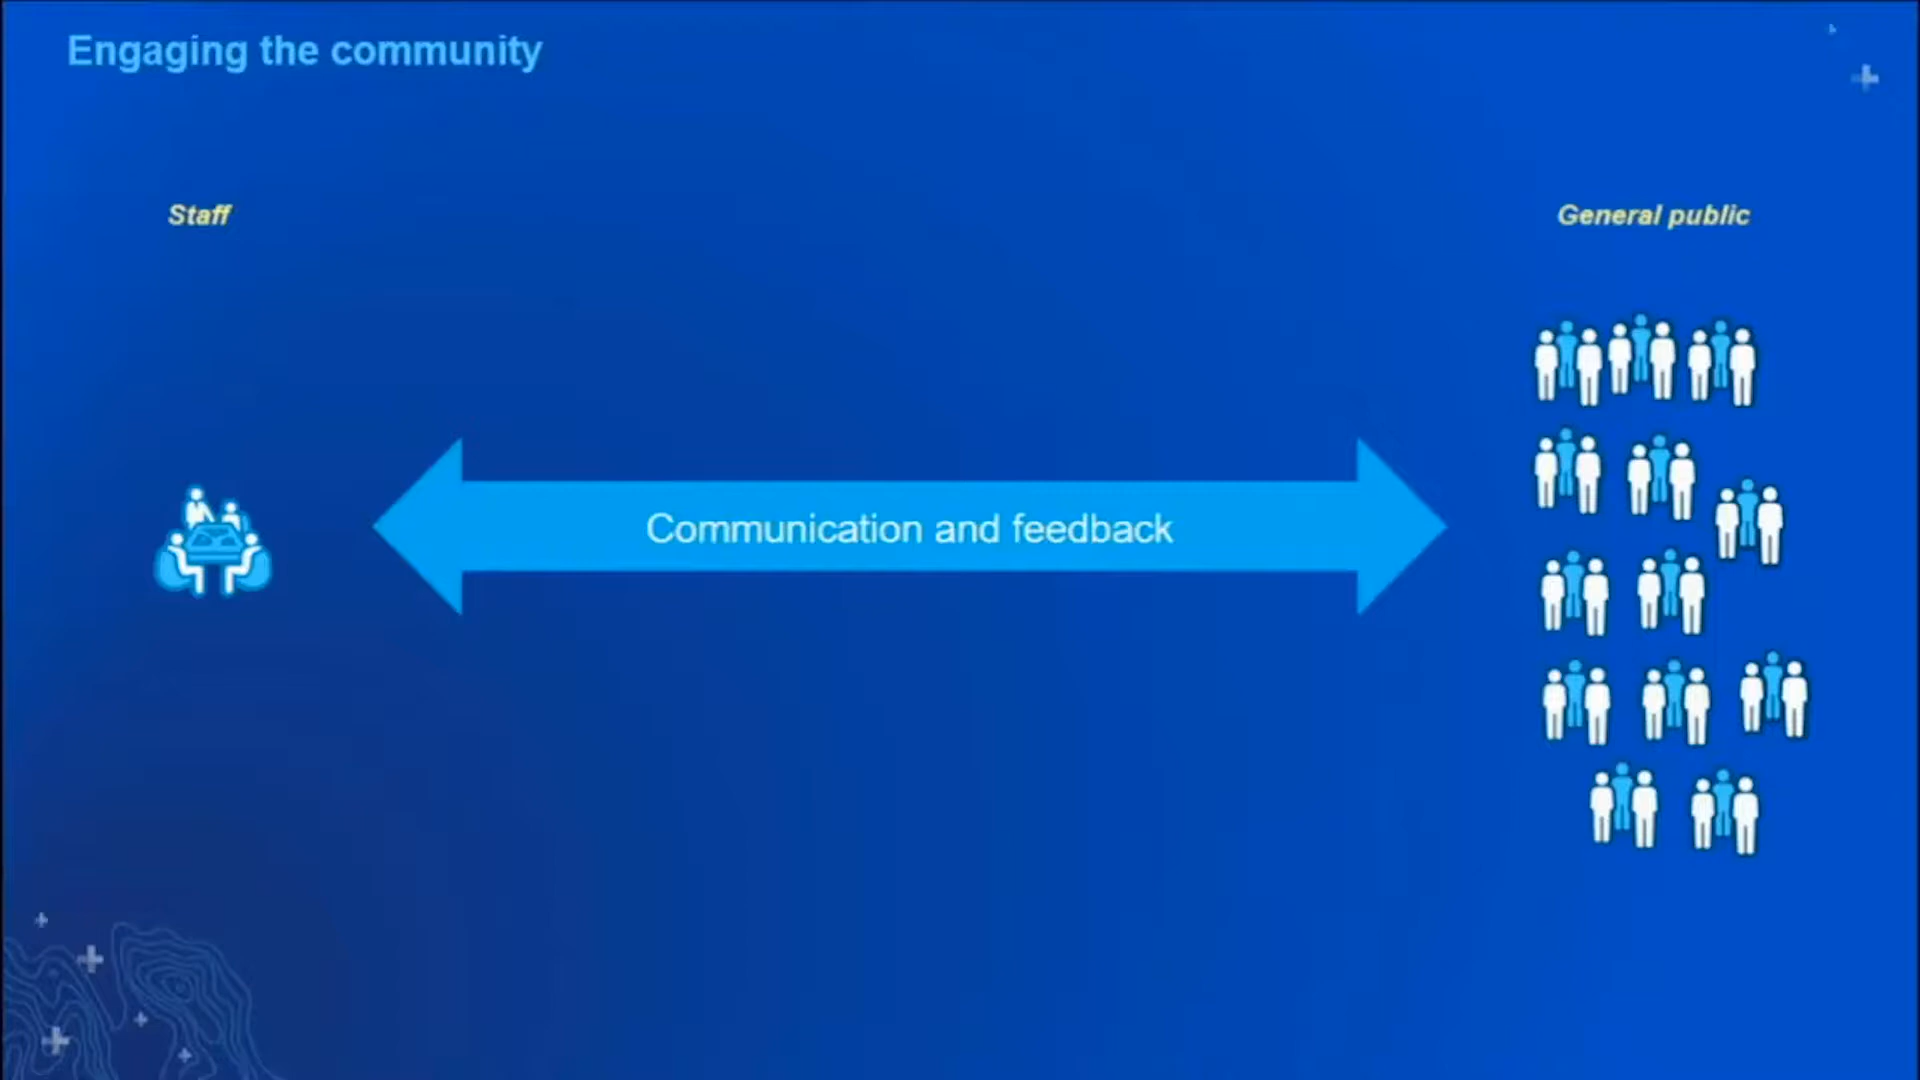 Engaging the community
Staff
General public
Communication and feedback